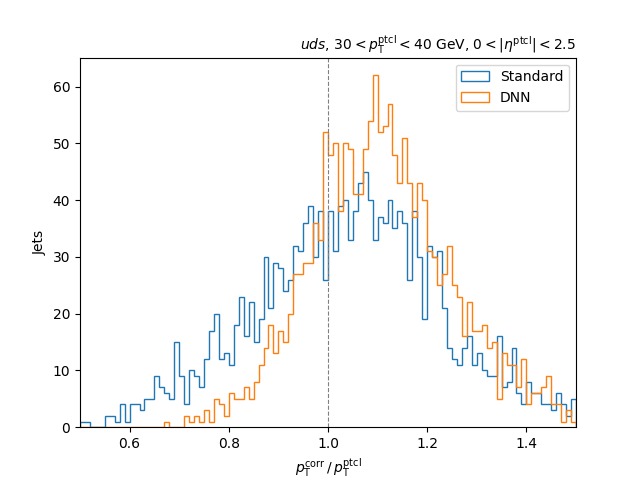 uds, 30 < p_T^ptcl < 40 GeV, 0 < |η^ptcl| < 2.5
Standard
DNN
60
50
40
30
20
10
0
Jets
0.6 0.8 1.0 1.2 1.4
p_T^corr / p_T^ptcl